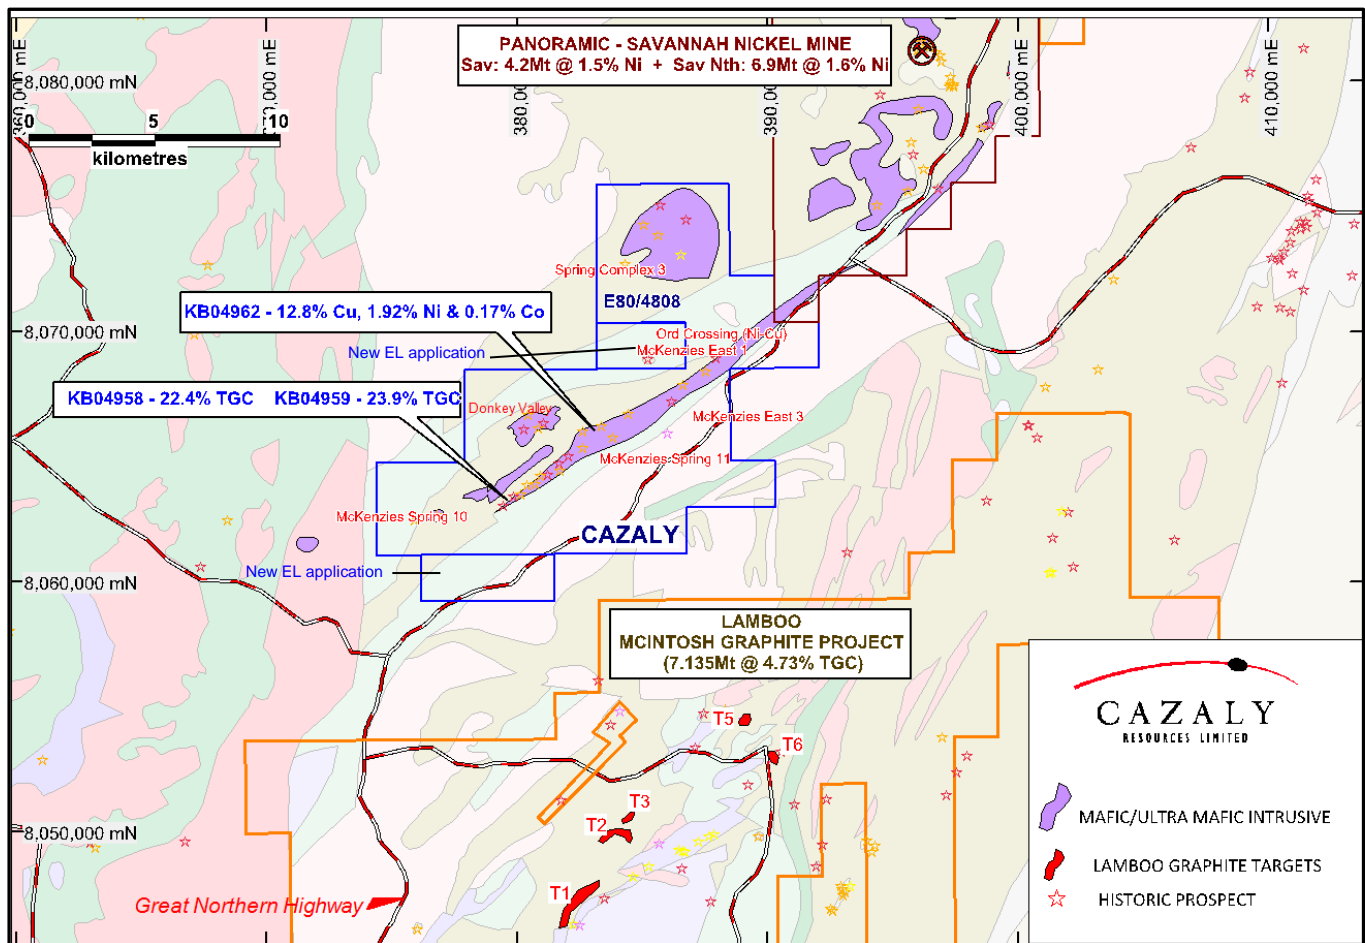 PANORAMIC - SAVANNAH NICKEL MINE
Sav: 4.2Mt @ 1.5% Ni + Sav Nth: 6.9Mt @ 1.6% Ni
380,000 mE
400,000 mE
410,000 mE
8,080,000 mN
0 5 10
kilometres
Spring Complex 3
E80/4808
KB04962 - 12.8% Cu, 1.92% Ni & 0.17% Co
8,070,000 mN
Ord Crossing (Ni-Cu)
New EL application
McKenzies East 1
KB04958 - 22.4% TGC KB04959 - 23.9% TGC
Donkey Valley
McKenzies East 3
McKenzies Spring 11
McKenzies Spring 10
CAZALY
New EL application
8,060,000 mN
LAMBOO
MCINTOSH GRAPHITE PROJECT
(7.135Mt @ 4.73% TGC)
T5
T6
T3
T2
8,050,000 mN
T1
Great Northern Highway
CAZALY
RESOURCES LIMITED
MAFIC/ULTRA MAFIC INTRUSIVE
LAMBOO GRAPHITE TARGETS
HISTORIC PROSPECT